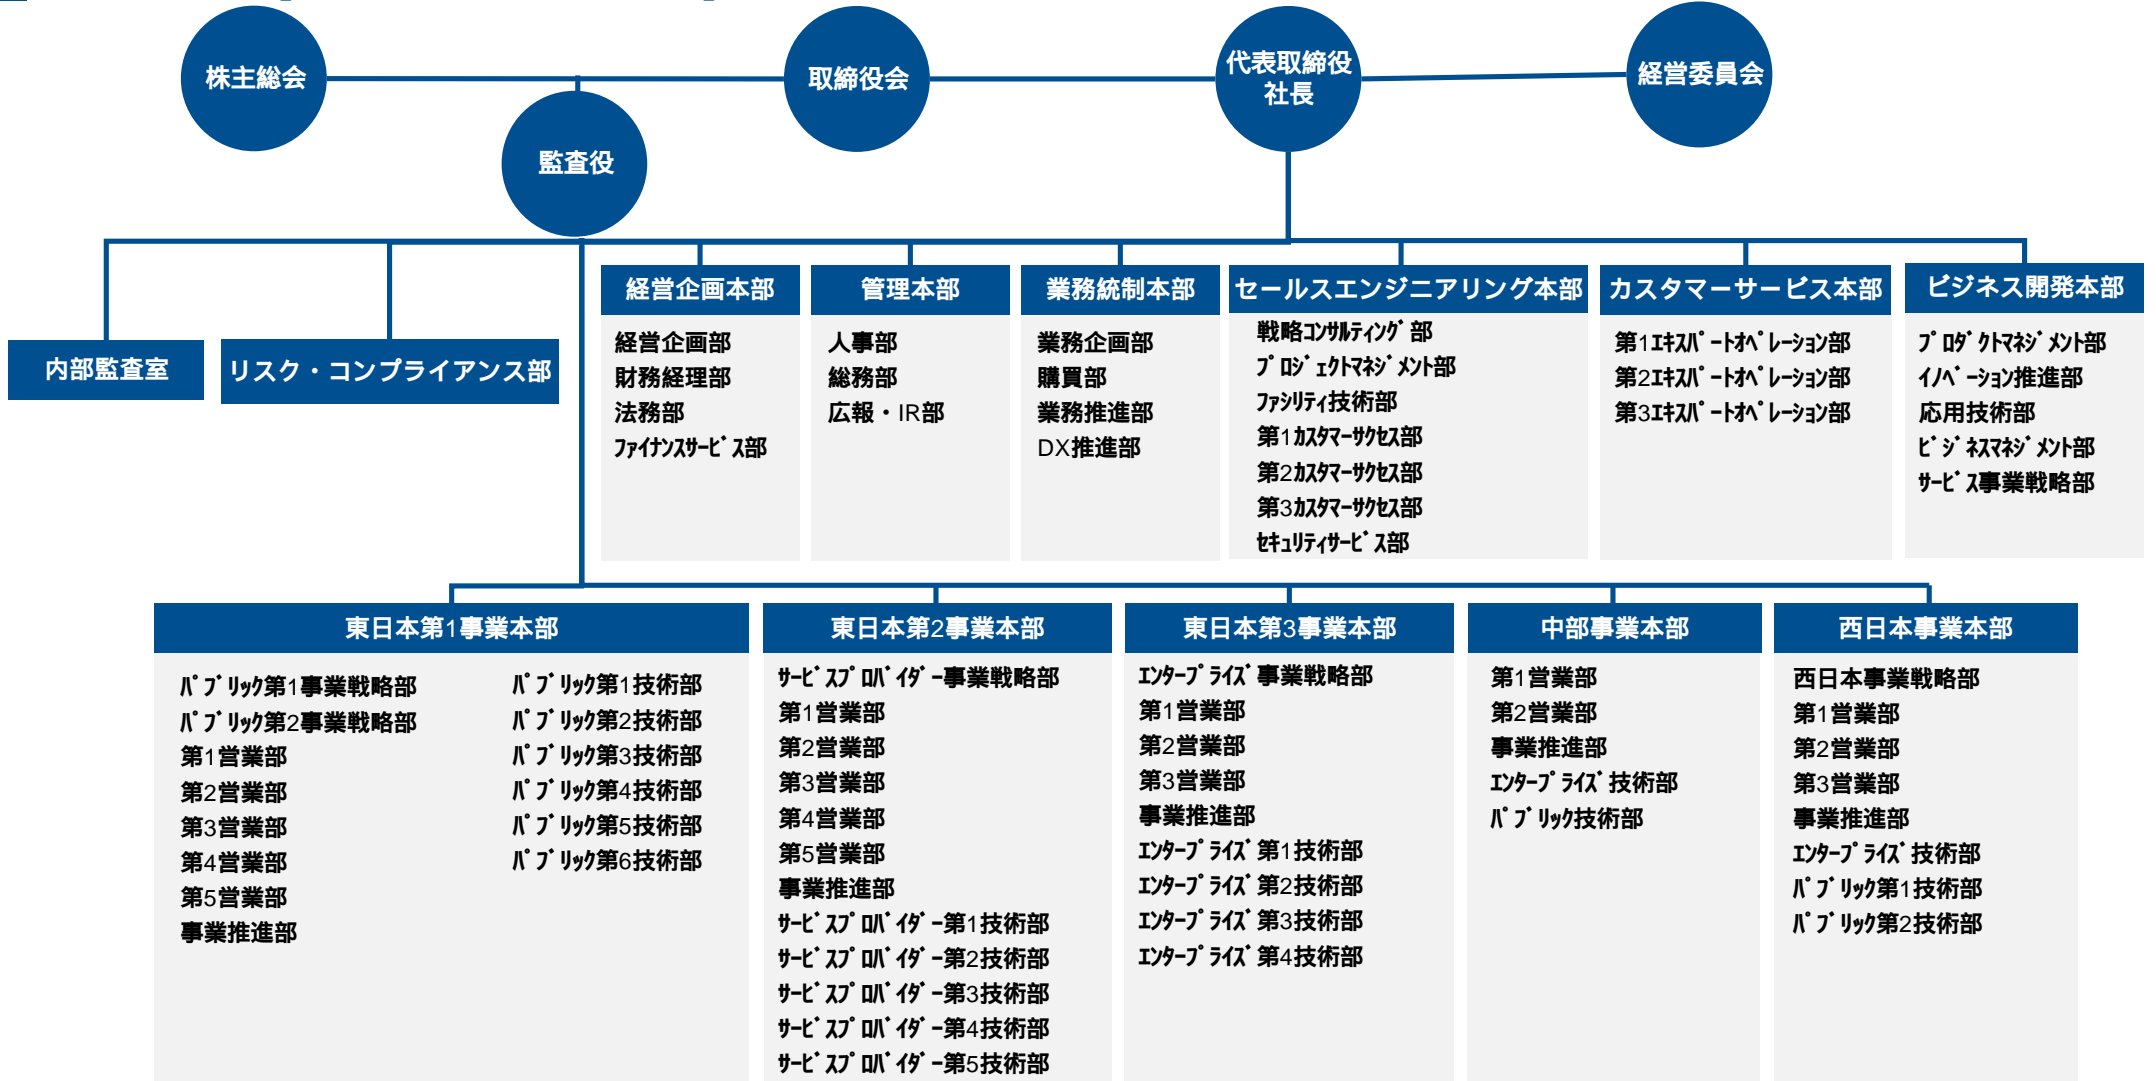 株主総会
取締役会
代表取締役
社長
経営委員会
監査役
内部監査室
リスク・コンプライアンス部
経営企画本部
経営企画部
財務経理部
法務部
ﾌｧｲﾅﾝｽｻｰﾋﾞｽ部
管理本部
人事部
総務部
広報・IR部
業務統制本部
業務企画部
購買部
業務推進部
DX推進部
セールスエンジニアリング本部
戦略ｺﾝｻﾙﾃｨﾝｸﾞ部
ﾌﾟﾛｼﾞｪｸﾄﾏﾈｼﾞﾒﾝﾄ部
ﾌｧｼﾘﾃｨ技術部
第1ｶｽﾀﾏｰｻｸｾｽ部
第2ｶｽﾀﾏｰｻｸｾｽ部
第3ｶｽﾀﾏｰｻｸｾｽ部
ｾｷｭﾘﾃｨｻｰﾋﾞｽ部
カスタマーサービス本部
第1ｴｷｽﾊﾟｰﾄｵﾍﾟﾚｰｼｮﾝ部
第2ｴｷｽﾊﾟｰﾄｵﾍﾟﾚｰｼｮﾝ部
第3ｴｷｽﾊﾟｰﾄｵﾍﾟﾚｰｼｮﾝ部
ビジネス開発本部
ﾌﾟﾛﾀﾞｸﾄﾏﾈｼﾞﾒﾝﾄ部
ｲﾉﾍﾞｰｼｮﾝ推進部
応用技術部
ﾋﾞｼﾞﾈｽﾏﾈｼﾞﾒﾝﾄ部
ｻｰﾋﾞｽ事業戦略部
東日本第1事業本部
ﾊﾟﾌﾞﾘｯｸ第1事業戦略部
ﾊﾟﾌﾞﾘｯｸ第2事業戦略部
第1営業部
第2営業部
第3営業部
第4営業部
第5営業部
事業推進部
ﾊﾟﾌﾞﾘｯｸ第1技術部
ﾊﾟﾌﾞﾘｯｸ第2技術部
ﾊﾟﾌﾞﾘｯｸ第3技術部
ﾊﾟﾌﾞﾘｯｸ第4技術部
ﾊﾟﾌﾞﾘｯｸ第5技術部
ﾊﾟﾌﾞﾘｯｸ第6技術部
東日本第2事業本部
ｻｰﾋﾞｽﾌﾟﾛﾊﾞｲﾀﾞｰ事業戦略部
第1営業部
第2営業部
第3営業部
第4営業部
第5営業部
事業推進部
ｻｰﾋﾞｽﾌﾟﾛﾊﾞｲﾀﾞｰ第1技術部
ｻｰﾋﾞｽﾌﾟﾛﾊﾞｲﾀﾞｰ第2技術部
ｻｰﾋﾞｽﾌﾟﾛﾊﾞｲﾀﾞｰ第3技術部
ｻｰﾋﾞｽﾌﾟﾛﾊﾞｲﾀﾞｰ第4技術部
ｻｰﾋﾞｽﾌﾟﾛﾊﾞｲﾀﾞｰ第5技術部
東日本第3事業本部
ｴﾝﾀｰﾌﾟﾗｲｽﾞ事業戦略部
第1営業部
第2営業部
第3営業部
事業推進部
ｴﾝﾀｰﾌﾟﾗｲｽﾞ第1技術部
ｴﾝﾀｰﾌﾟﾗｲｽﾞ第2技術部
ｴﾝﾀｰﾌﾟﾗｲｽﾞ第3技術部
ｴﾝﾀｰﾌﾟﾗｲｽﾞ第4技術部
中部事業本部
第1営業部
第2営業部
事業推進部
ｴﾝﾀｰﾌﾟﾗｲｽﾞ技術部
ﾊﾟﾌﾞﾘｯｸ技術部
西日本事業本部
西日本事業戦略部
第1営業部
第2営業部
第3営業部
事業推進部
ｴﾝﾀｰﾌﾟﾗｲｽﾞ技術部
ﾊﾟﾌﾞﾘｯｸ第1技術部
ﾊﾟﾌﾞﾘｯｸ第2技術部